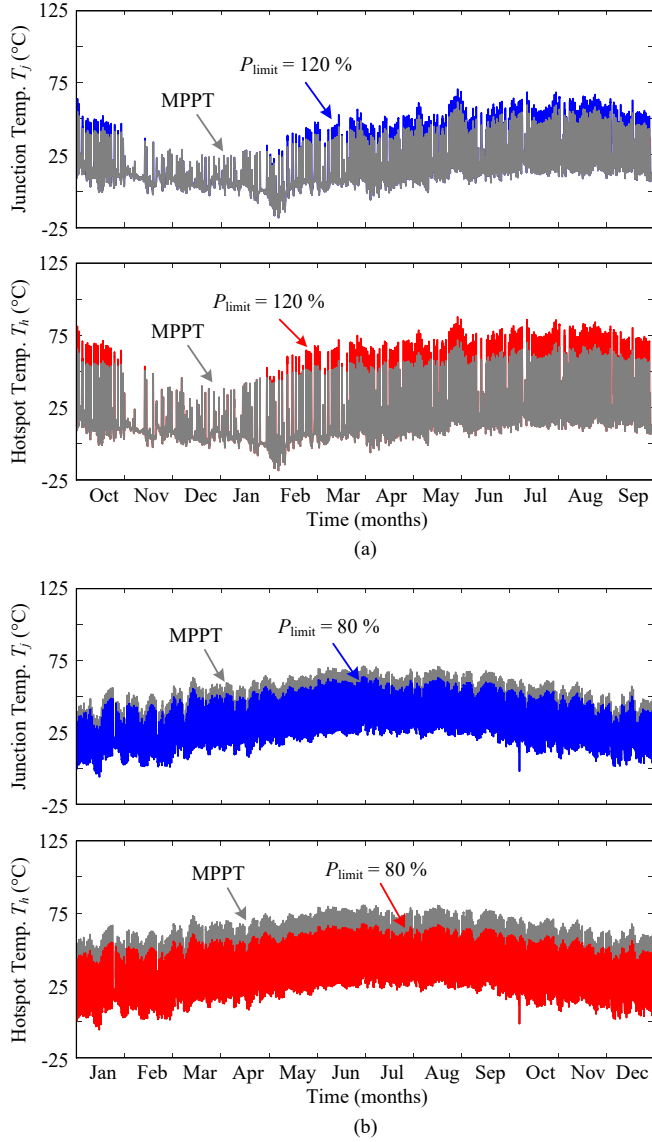 125
75
25
-25
Junction Temp. Tj (°C)
Plimit = 120 %
MPPT
125
75
25
-25
Hotspot Temp. Th (°C)
Plimit = 120 %
MPPT
Oct Nov Dec Jan Feb Mar Apr May Jun Jul Aug Sep
Time (months)
(a)
125
75
25
-25
Junction Temp. Tj (°C)
MPPT
Plimit = 80 %
125
75
25
-25
Hotspot Temp. Th (°C)
MPPT
Plimit = 80 %
Jan Feb Mar Apr May Jun Jul Aug Sep Oct Nov Dec
Time (months)
(b)